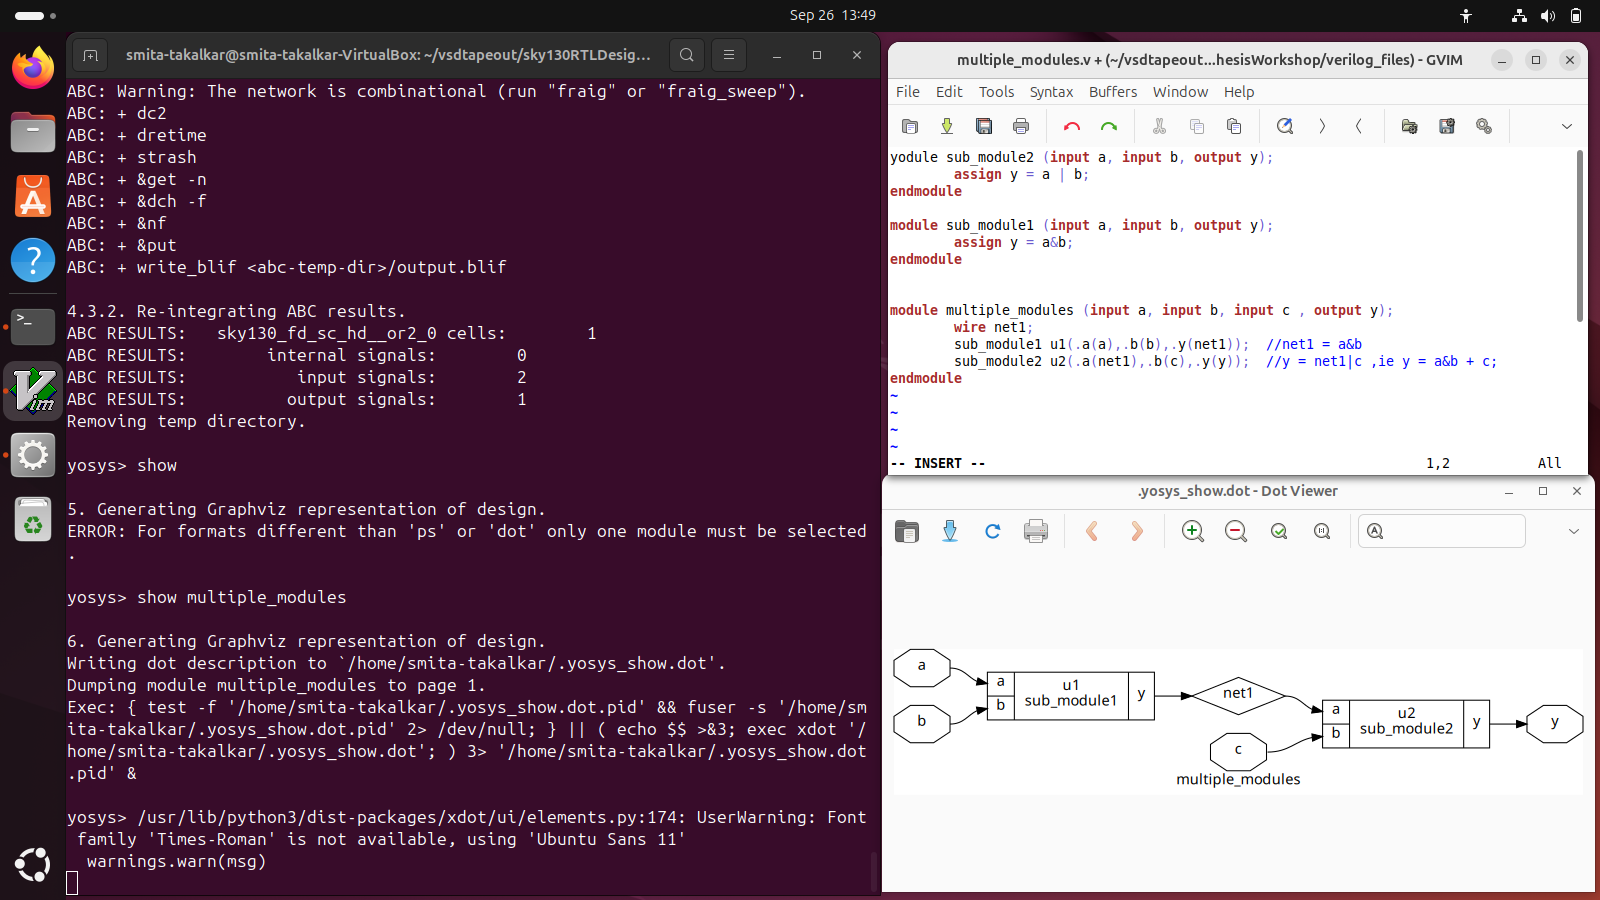 Sep 26 13:49
smita-takalkar@smita-takalkar-VirtualBox: ~/vsdtapeout/sky130RTLDesig...
ABC: Warning: The network is combinational (run "fraig" or "fraig_sweep").
ABC: + dc2
ABC: + dretime
ABC: + strash
ABC: + &get -n
ABC: + &dch -f
ABC: + &nf
ABC: + &put
ABC: + write_blif <abc-temp-dir>/output.blif
4.3.2. Re-integrating ABC results.
ABC RESULTS:   sky130_fd_sc_hd__or2_0 cells:        1
ABC RESULTS:        internal signals:        0
ABC RESULTS:           input signals:        2
ABC RESULTS:          output signals:        1
Removing temp directory.
yosys> show
5. Generating Graphviz representation of design.
ERROR: For formats different than 'ps' or 'dot' only one module must be selected
.
yosys> show multiple_modules
6. Generating Graphviz representation of design.
Writing dot description to `/home/smita-takalkar/.yosys_show.dot'.
Dumping module multiple_modules to page 1.
Exec: { test -f '/home/smita-takalkar/.yosys_show.dot.pid' && fuser -s '/home/sm
ita-takalkar/.yosys_show.dot.pid' 2> /dev/null; } || ( echo $$ >&3; exec xdot '/
home/smita-takalkar/.yosys_show.dot'; ) 3> '/home/smita-takalkar/.yosys_show.dot
.pid' &
yosys> /usr/lib/python3/dist-packages/xdot/ui/elements.py:174: UserWarning: Font
 family 'Times-Roman' is not available, using 'Ubuntu Sans 11'
  warnings.warn(msg)
multiple_modules.v + (~/vsdtapeout...hesisWorkshop/verilog_files) - GVIM
File Edit Tools Syntax Buffers Window Help
yodule sub_module2 (input a, input b, output y);
        assign y = a | b;
endmodule
module sub_module1 (input a, input b, output y);
        assign y = a&b;
endmodule
module multiple_modules (input a, input b, input c , output y);
        wire net1;
        sub_module1 u1(.a(a),.b(b),.y(net1));  //net1 = a&b
        sub_module2 u2(.a(net1),.b(c),.y(y));  //y = net1|c ,ie y = a&b + c;
endmodule
~
~
~
~
-- INSERT -- 1,2 All
.yosys_show.dot - Dot Viewer
a
b
a
b
u1
sub_module1
y
net1
c
a
b
u2
sub_module2
y
y
multiple_modules
>_
Vim
?
A